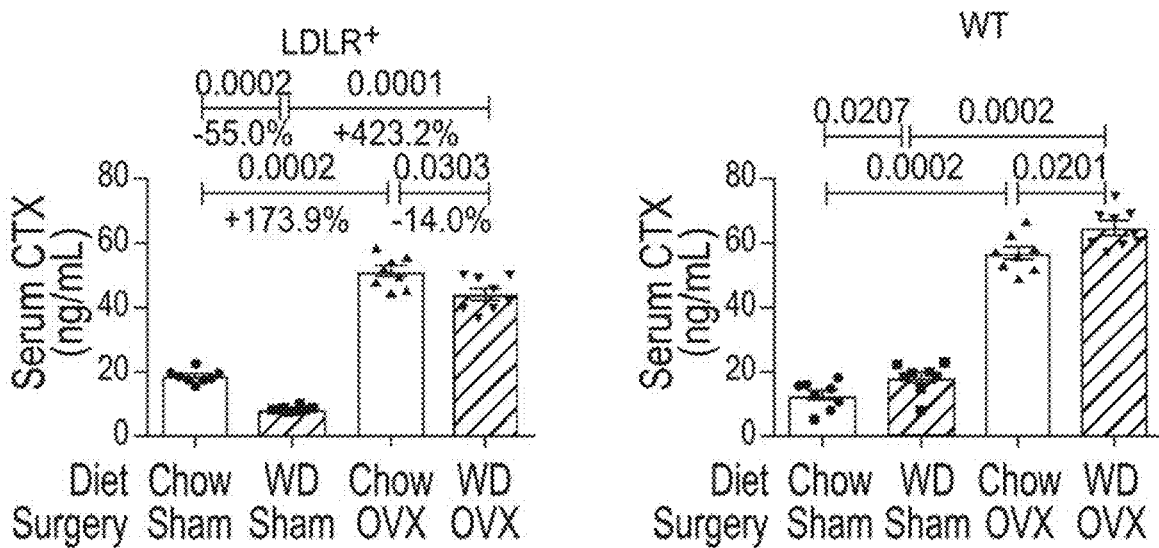 LDLR+
0.0002 0.0001
-55.0% +423.2%
0.0002 0.0303
+173.9% -14.0%
Serum CTX
(ng/mL)
80
60
40
20
0
Diet Chow WD Chow WD
Surgery Sham Sham OVX OVX
WT
0.0207 0.0002
0.0002 0.0201
Serum CTX
(ng/mL)
80
60
40
20
0
Diet Chow WD Chow WD
Surgery Sham Sham OVX OVX